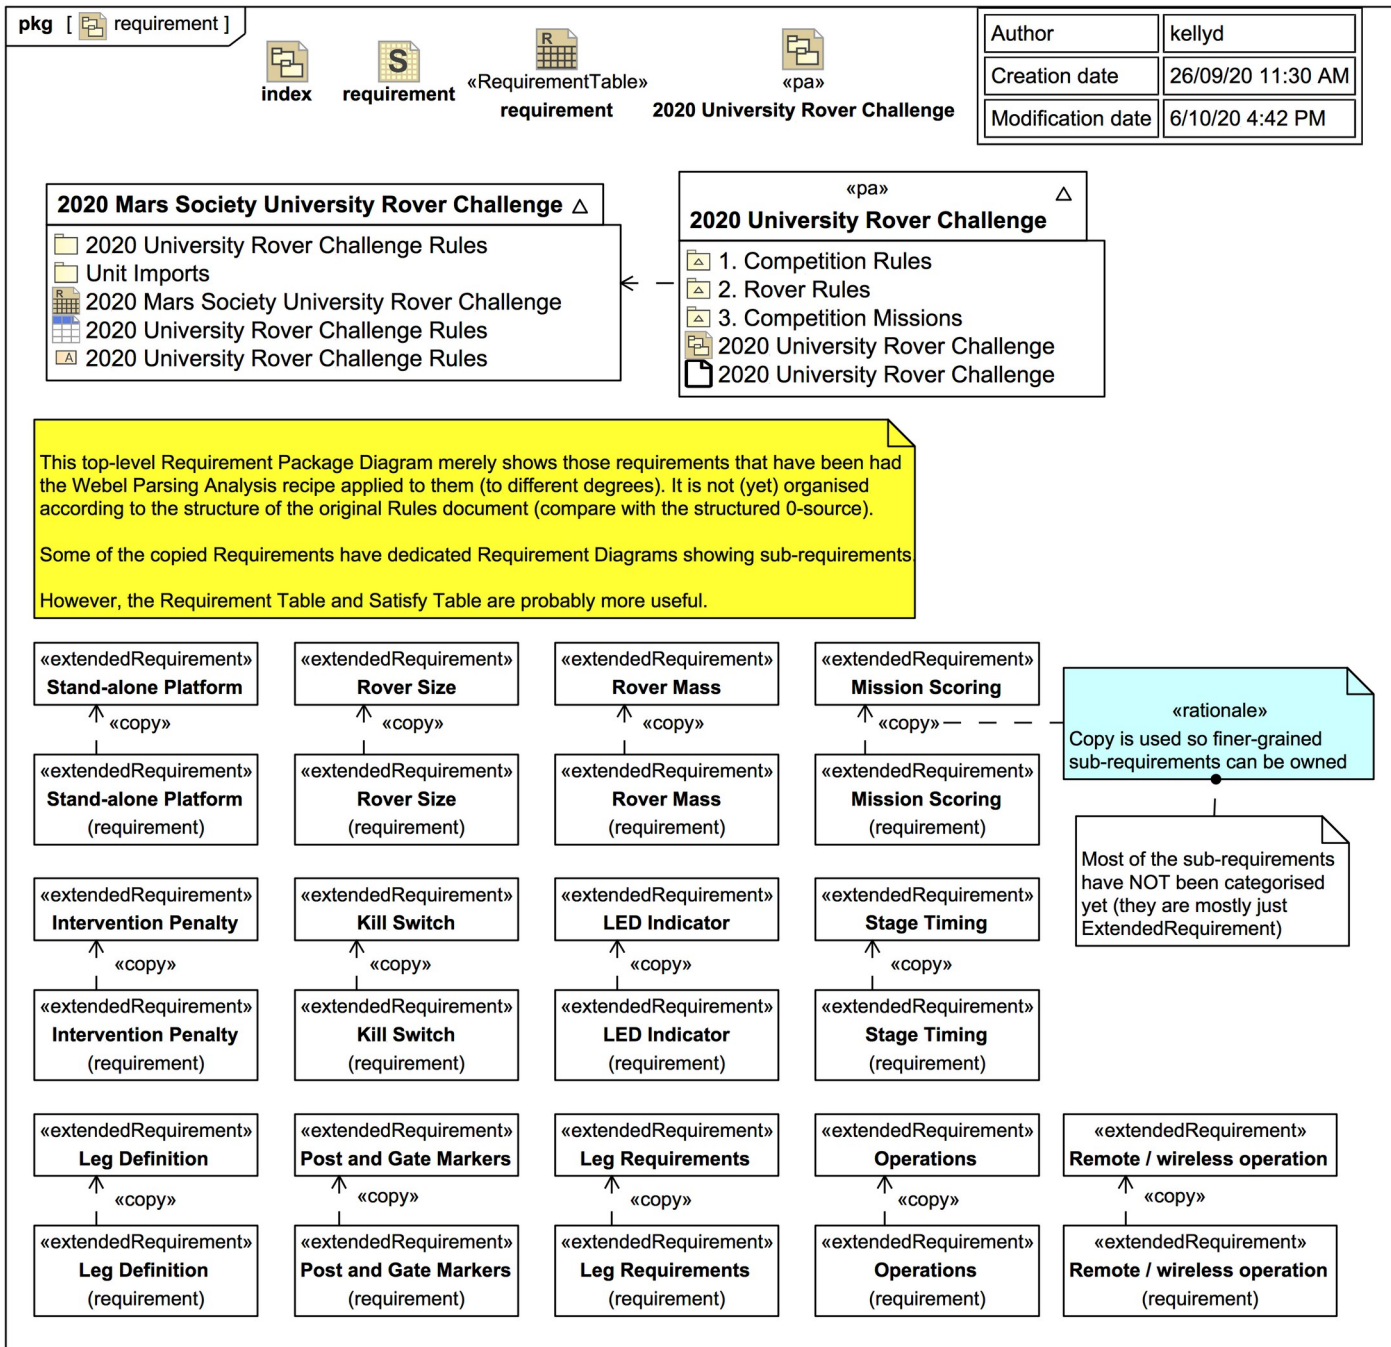 pkg [ requirement ]
index
S
requirement
R
«RequirementTable»
requirement
«pa»
2020 University Rover Challenge
Author kellyd
Creation date 26/09/20 11:30 AM
Modification date 6/10/20 4:42 PM
2020 Mars Society University Rover Challenge
2020 University Rover Challenge Rules
Unit Imports
R 2020 Mars Society University Rover Challenge
2020 University Rover Challenge Rules
A 2020 University Rover Challenge Rules
«pa»
2020 University Rover Challenge
1. Competition Rules
2. Rover Rules
3. Competition Missions
2020 University Rover Challenge
2020 University Rover Challenge
This top-level Requirement Package Diagram merely shows those requirements that have been had
the Webel Parsing Analysis recipe applied to them (to different degrees). It is not (yet) organised
according to the structure of the original Rules document (compare with the structured 0-source).
Some of the copied Requirements have dedicated Requirement Diagrams showing sub-requirements.
However, the Requirement Table and Satisfy Table are probably more useful.
«extendedRequirement» «extendedRequirement» «extendedRequirement» «extendedRequirement»
Stand-alone Platform Rover Size Rover Mass Mission Scoring
«copy» «copy» «copy» «copy»
«extendedRequirement» «extendedRequirement» «extendedRequirement» «extendedRequirement»
Stand-alone Platform Rover Size Rover Mass Mission Scoring
(requirement) (requirement) (requirement) (requirement)
«rationale»
Copy is used so finer-grained
sub-requirements can be owned
Most of the sub-requirements
have NOT been categorised
yet (they are mostly just
ExtendedRequirement)
«extendedRequirement» «extendedRequirement» «extendedRequirement» «extendedRequirement»
Intervention Penalty Kill Switch LED Indicator Stage Timing
«copy» «copy» «copy» «copy»
«extendedRequirement» «extendedRequirement» «extendedRequirement» «extendedRequirement»
Intervention Penalty Kill Switch LED Indicator Stage Timing
(requirement) (requirement) (requirement) (requirement)
«extendedRequirement» «extendedRequirement» «extendedRequirement» «extendedRequirement» «extendedRequirement»
Leg Definition Post and Gate Markers Leg Requirements Operations Remote / wireless operation
«copy» «copy» «copy» «copy» «copy»
«extendedRequirement» «extendedRequirement» «extendedRequirement» «extendedRequirement» «extendedRequirement»
Leg Definition Post and Gate Markers Leg Requirements Operations Remote / wireless operation
(requirement) (requirement) (requirement) (requirement) (requirement)